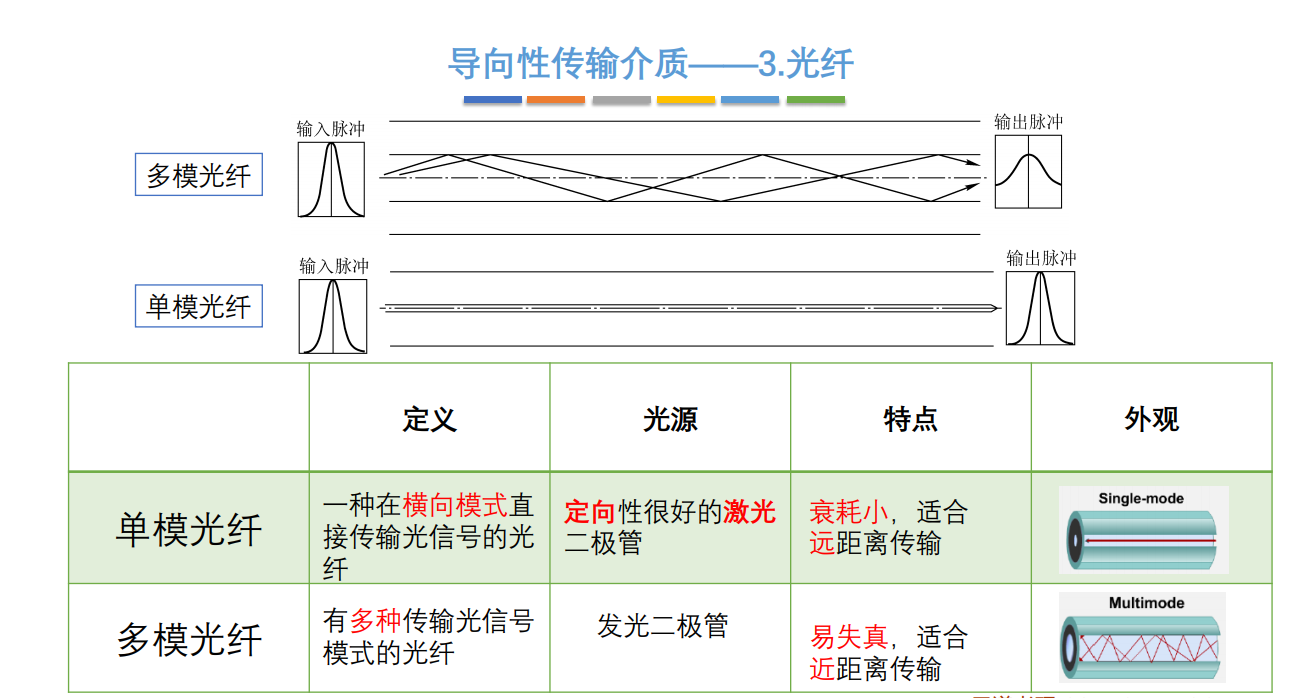 导向性传输介质——3.光纤
输入脉冲
输出脉冲
多模光纤
输入脉冲
输出脉冲
单模光纤
定义
光源
特点
外观
单模光纤
一种在横向模式直
接传输光信号的光
纤
定向性很好的激光
二极管
衰耗小，适合
远距离传输
Single-mode
多模光纤
有多种传输光信号
模式的光纤
发光二极管
易失真，适合
近距离传输
Multimode